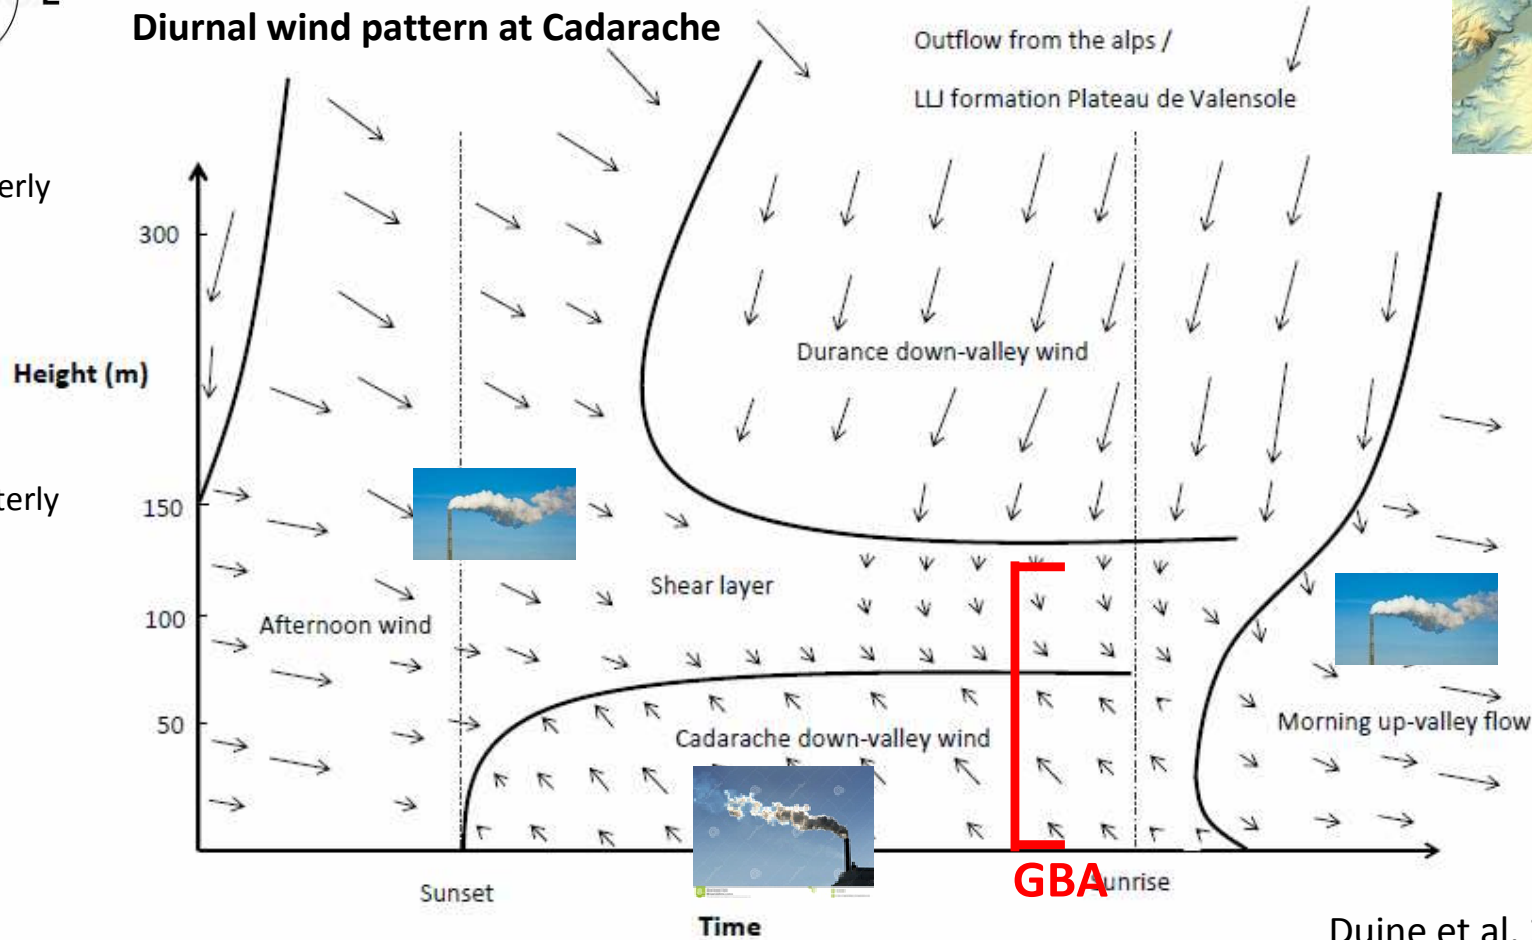 E
Diurnal wind pattern at Cadarache
Outflow from the alps /
LLJ formation Plateau de Valensole
erly
300
Durance down-valley wind
Height (m)
terly
150
Shear layer
100
Afternoon wind
50
Morning up-valley flow
Cadarache down-valley wind
GBA
Sunset
unrise
Time
Duine et al.